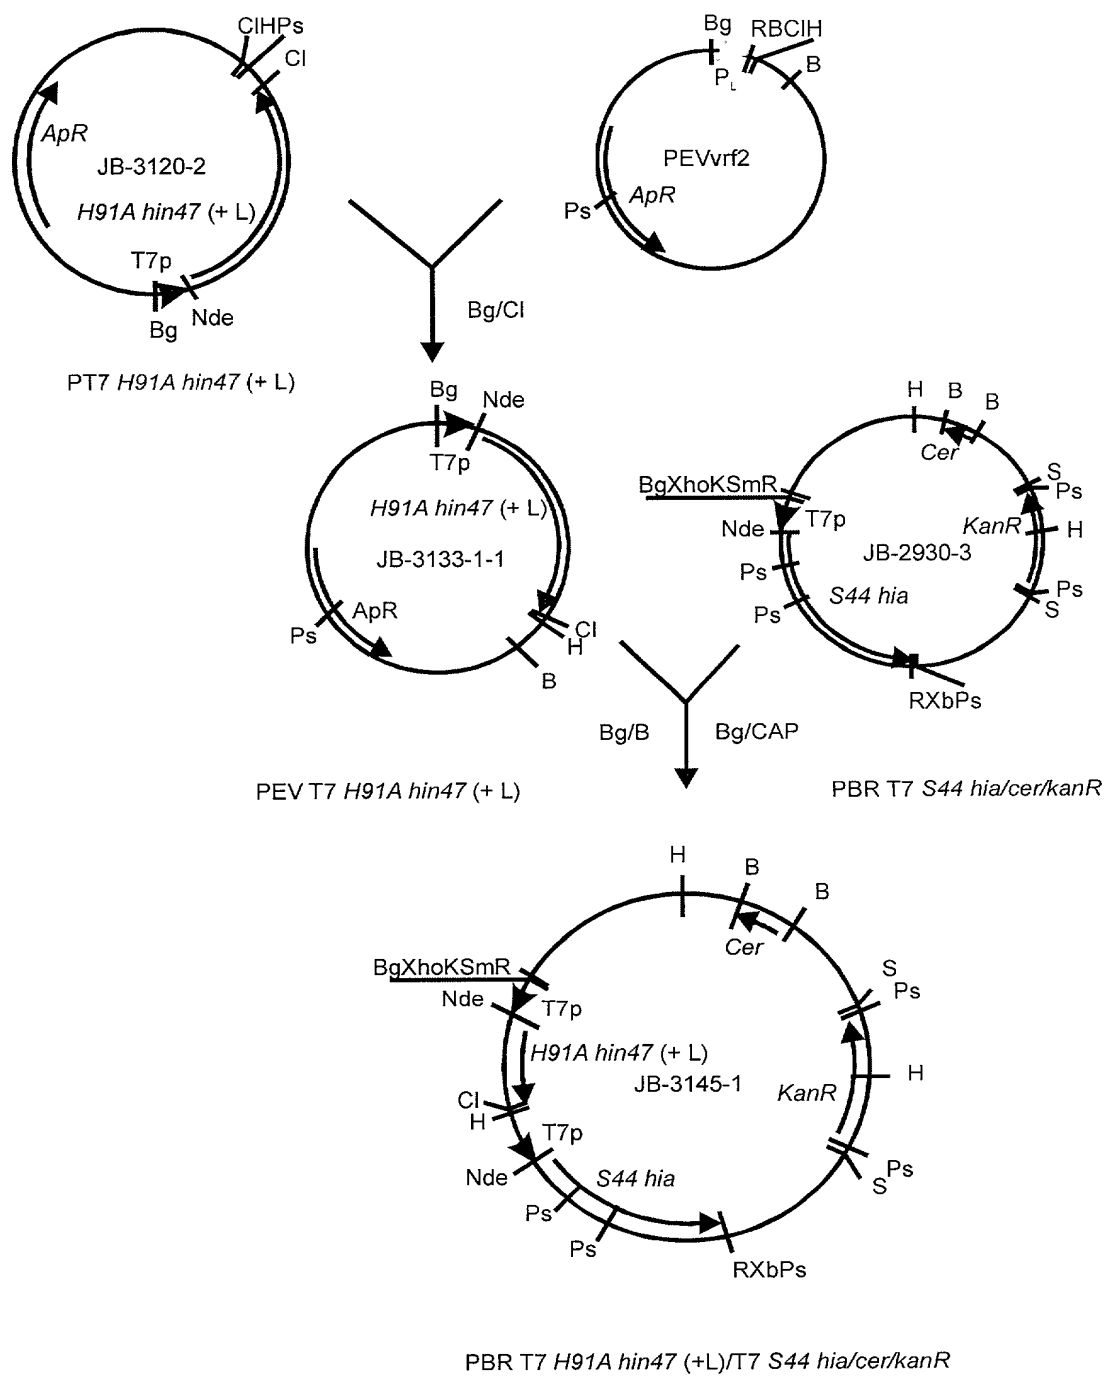 ClHPs
Cl
ApR
JB-3120-2
H91A hin47 (+ L)
T7p
Bg
Nde
PT7 H91A hin47 (+ L)
Bg
RBClH
PL
B
PEVvrf2
Ps
ApR
Bg/Cl
Bg
Nde
T7p
H91A hin47 (+ L)
JB-3133-1-1
ApR
Ps
Cl
H
B
PEV T7 H91A hin47 (+ L)
H
B
B
Cer
BgXhoKSmR
S
Ps
T7p
KanR
H
Nde
JB-2930-3
Ps
S44 hia
Ps
Ps
S
RXbPs
Bg/B
Bg/CAP
PBR T7 S44 hia/cer/kanR
H
B
B
Cer
BgXhoKSmR
S
Ps
Nde
T7p
H91A hin47 (+ L)
JB-3145-1
H
KanR
Cl
H
T7p
Nde
S44 hia
Ps
S
Ps
Ps
RXbPs
PBR T7 H91A hin47 (+L)/T7 S44 hia/cer/kanR